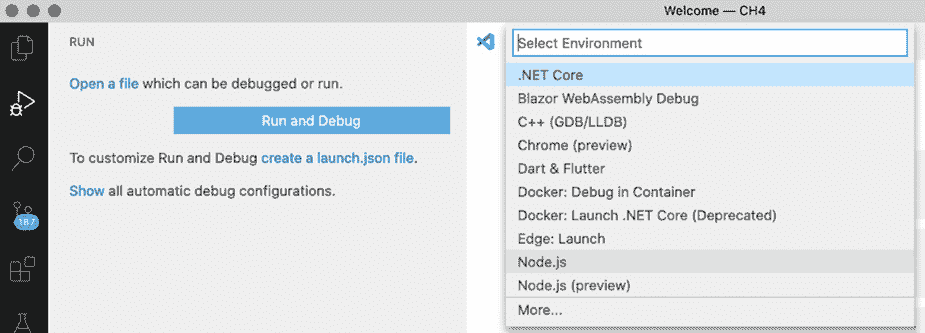 Welcome — CH4
RUN
Open a file which can be debugged or run.
Run and Debug
To customize Run and Debug create a launch.json file.
Show all automatic debug configurations.
187
Select Environment
.NET Core
Blazor WebAssembly Debug
C++ (GDB/LLDB)
Chrome (preview)
Dart & Flutter
Docker: Debug in Container
Docker: Launch .NET Core (Deprecated)
Edge: Launch
Node.js
Node.js (preview)
More...